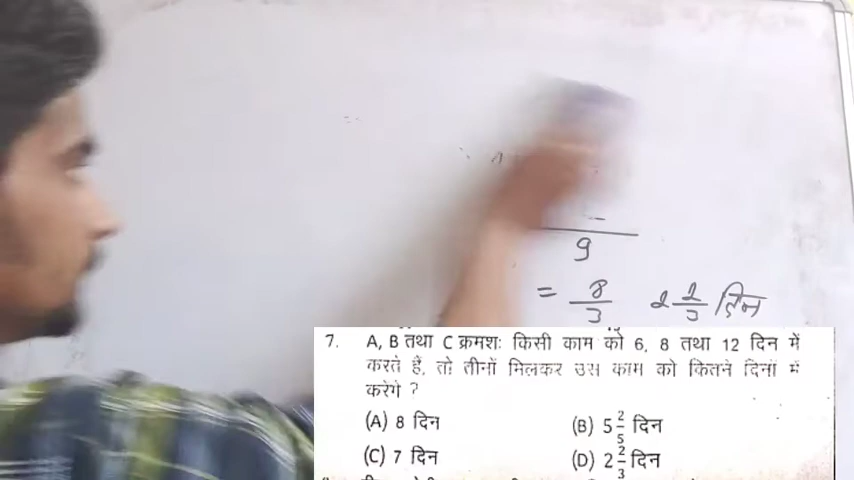 9
= 8/3 2 2/3 दिन
7. A, B तथा C क्रमशः किसी काम को 6, 8 तथा 12 दिन में
करते हैं, तो तीनों मिलकर उस काम को कितने दिनों में
करेंगे ?
(A) 8 दिन (B) 5 2/5 दिन
(C) 7 दिन (D) 2 2/3 दिन